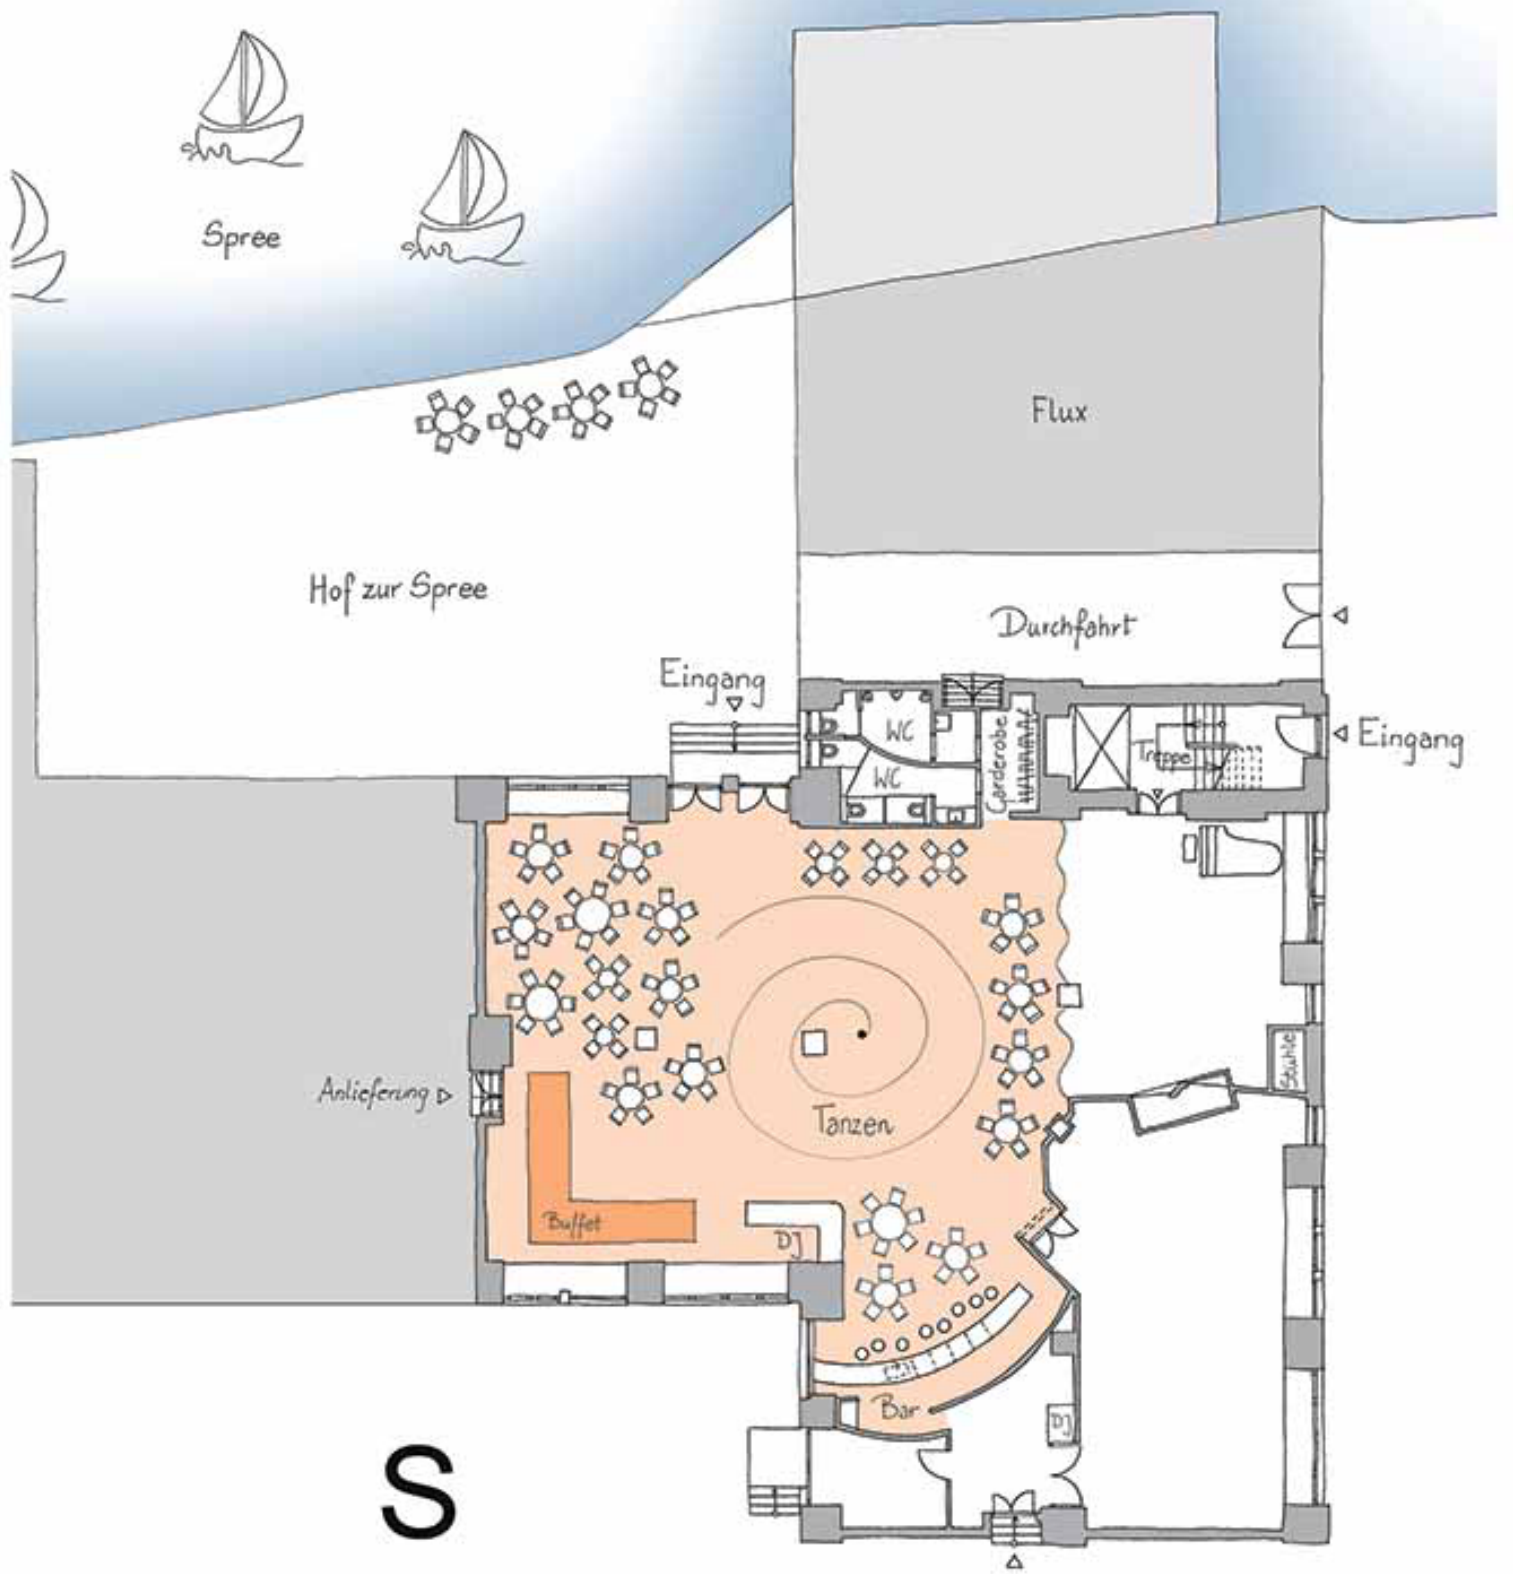 Spree
Flux
Hof zur Spree
Durchfahrt
Eingang
WC
Garderobe
Treppe
Eingang
WC
Stühle
Anlieferung
Tanzen
Buffet
DJ
Bar
DJ
S